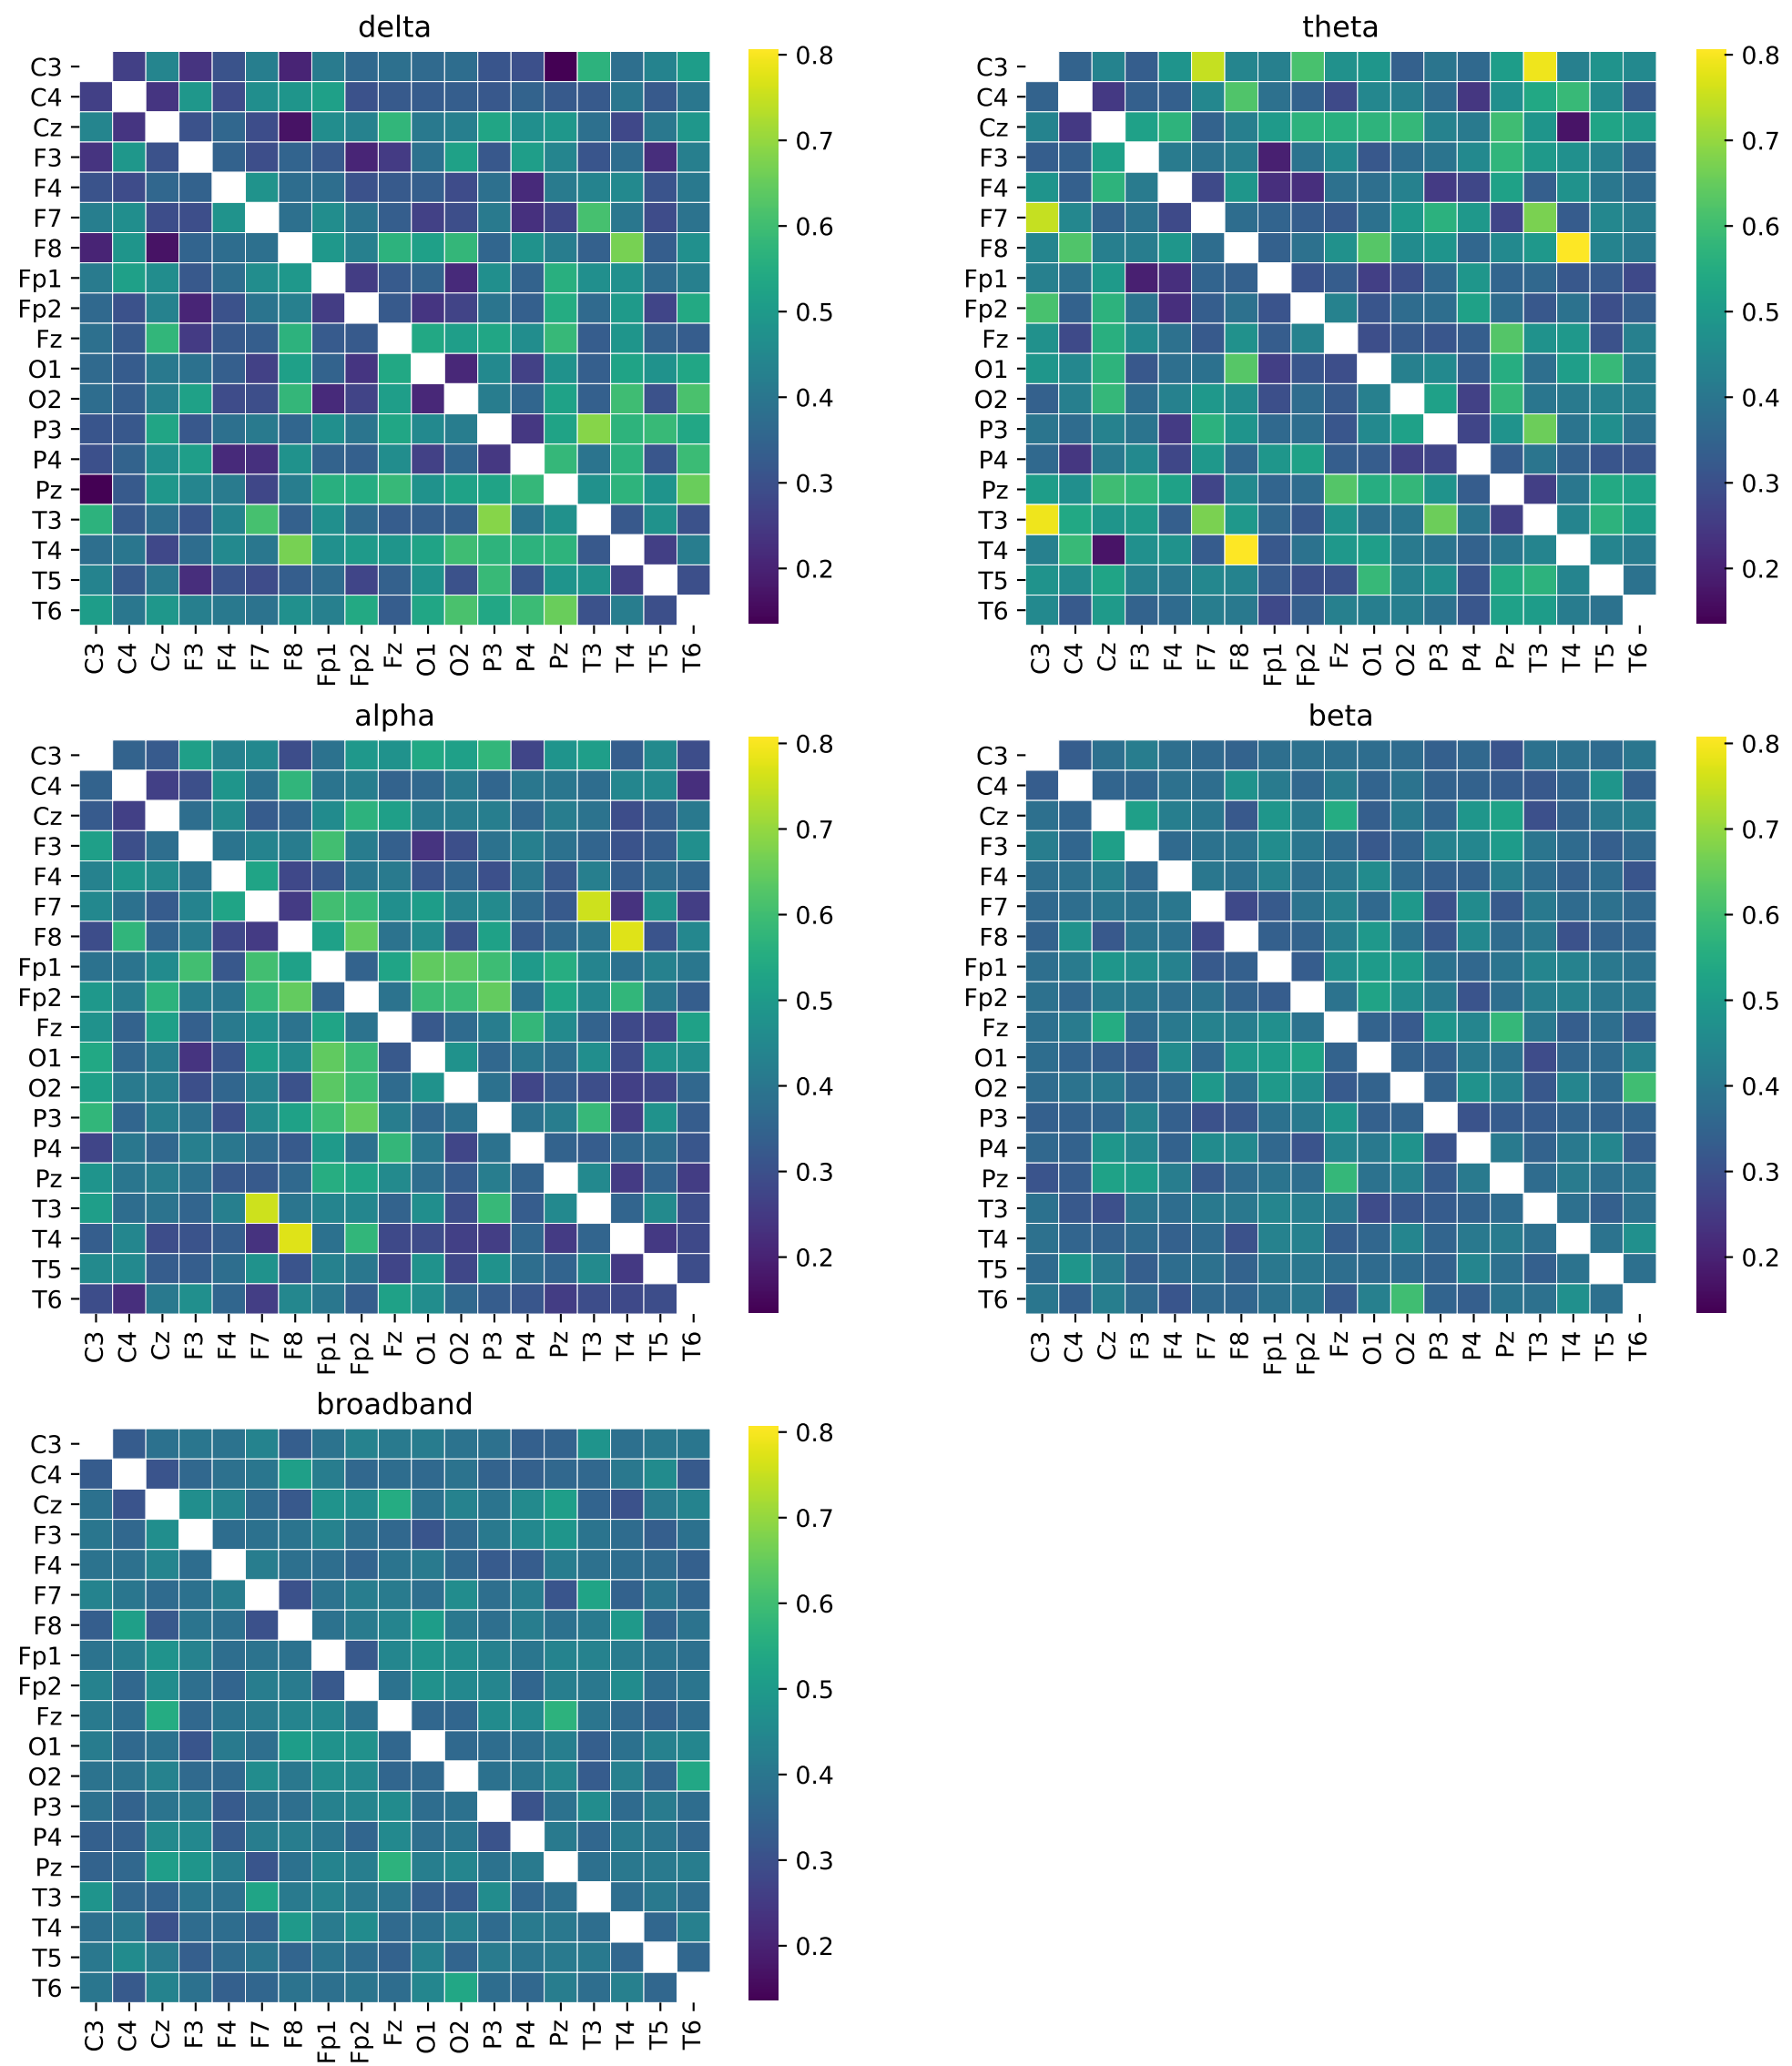 delta
C3
C4
Cz
F3
F4
F7
F8
Fp1
Fp2
Fz
O1
O2
P3
P4
Pz
T3
T4
T5
T6
C3 C4 Cz F3 F4 F7 F8 Fp1 Fp2 Fz O1 O2 P3 P4 Pz T3 T4 T5 T6
0.8
0.7
0.6
0.5
0.4
0.3
0.2
theta
C3
C4
Cz
F3
F4
F7
F8
Fp1
Fp2
Fz
O1
O2
P3
P4
Pz
T3
T4
T5
T6
C3 C4 Cz F3 F4 F7 F8 Fp1 Fp2 Fz O1 O2 P3 P4 Pz T3 T4 T5 T6
0.8
0.7
0.6
0.5
0.4
0.3
0.2
alpha
C3
C4
Cz
F3
F4
F7
F8
Fp1
Fp2
Fz
O1
O2
P3
P4
Pz
T3
T4
T5
T6
C3 C4 Cz F3 F4 F7 F8 Fp1 Fp2 Fz O1 O2 P3 P4 Pz T3 T4 T5 T6
0.8
0.7
0.6
0.5
0.4
0.3
0.2
beta
C3
C4
Cz
F3
F4
F7
F8
Fp1
Fp2
Fz
O1
O2
P3
P4
Pz
T3
T4
T5
T6
C3 C4 Cz F3 F4 F7 F8 Fp1 Fp2 Fz O1 O2 P3 P4 Pz T3 T4 T5 T6
0.8
0.7
0.6
0.5
0.4
0.3
0.2
broadband
C3
C4
Cz
F3
F4
F7
F8
Fp1
Fp2
Fz
O1
O2
P3
P4
Pz
T3
T4
T5
T6
C3 C4 Cz F3 F4 F7 F8 Fp1 Fp2 Fz O1 O2 P3 P4 Pz T3 T4 T5 T6
0.8
0.7
0.6
0.5
0.4
0.3
0.2